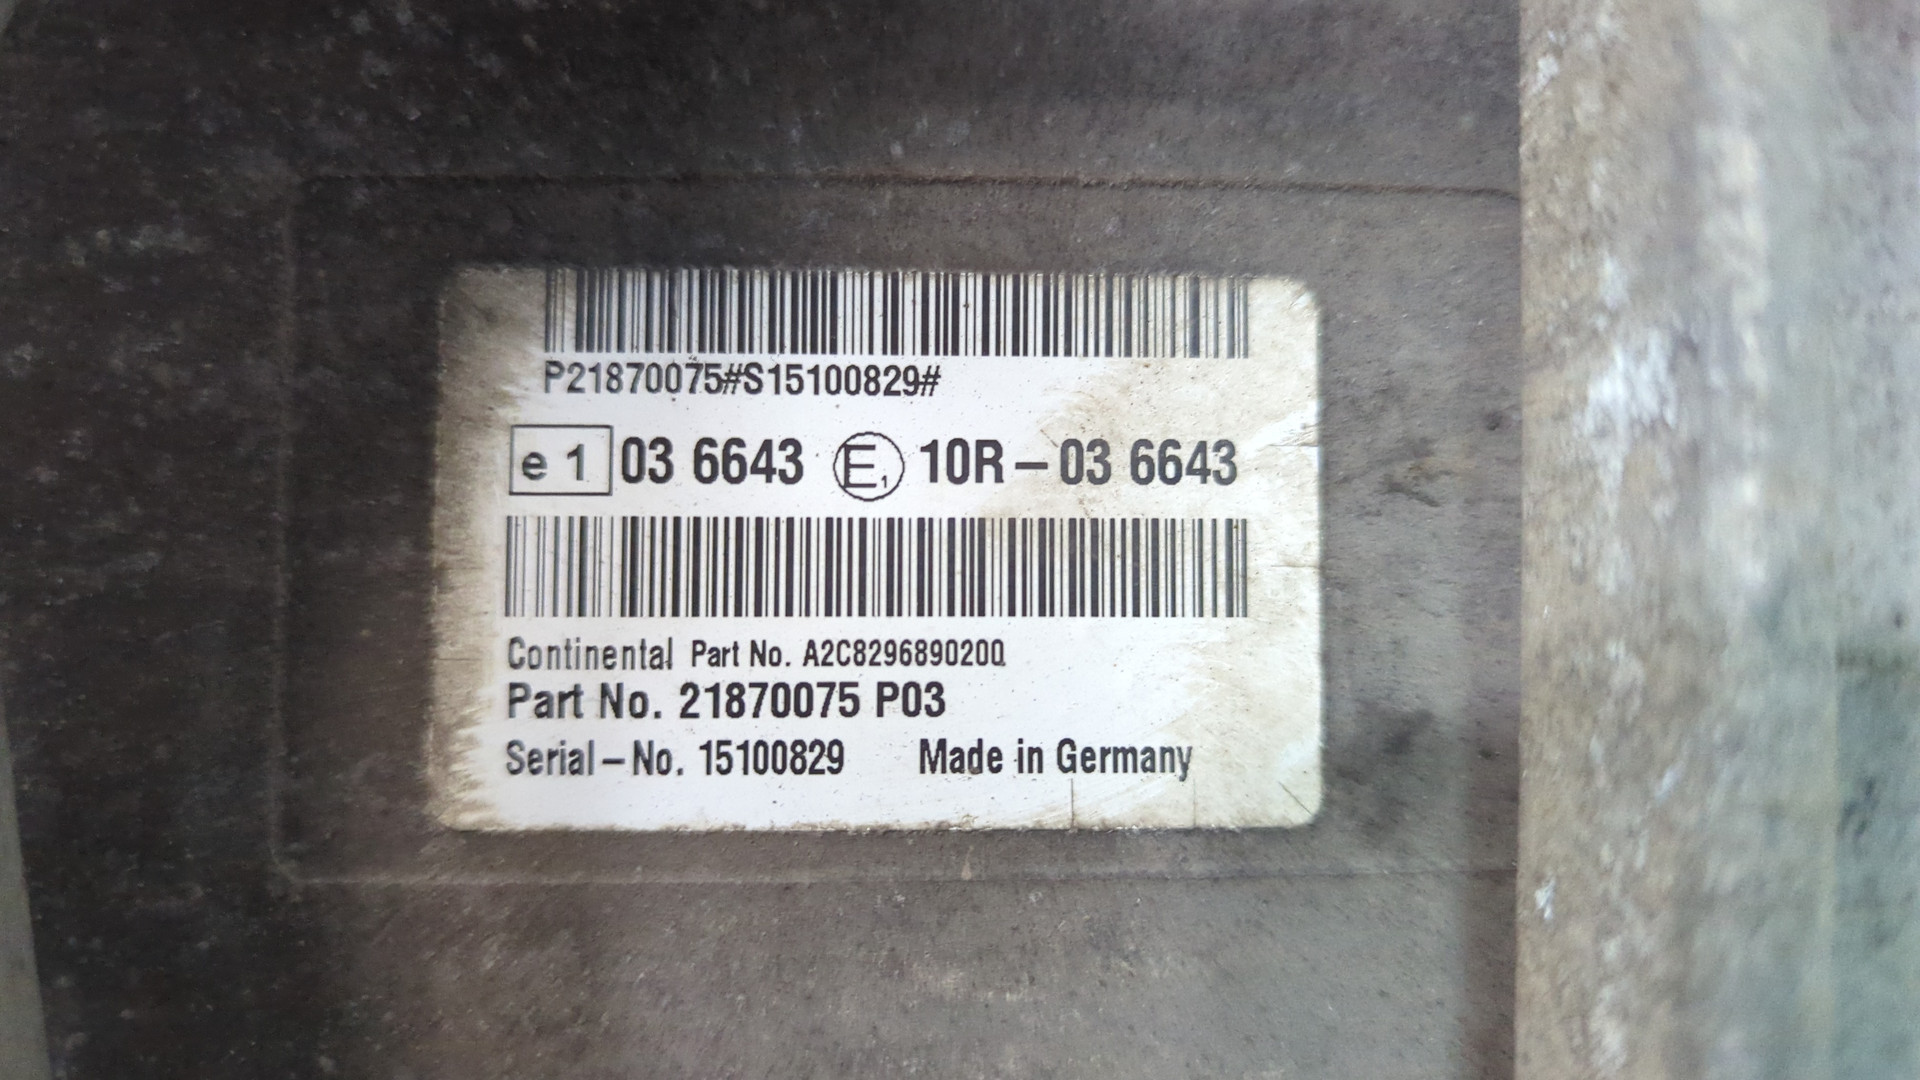 P21870075#S15100829#
e 1 03 6643 E1 10R – 03 6643
Continental Part No. A2C8296890200
Part No. 21870075 P03
Serial – No. 15100829 Made in Germany